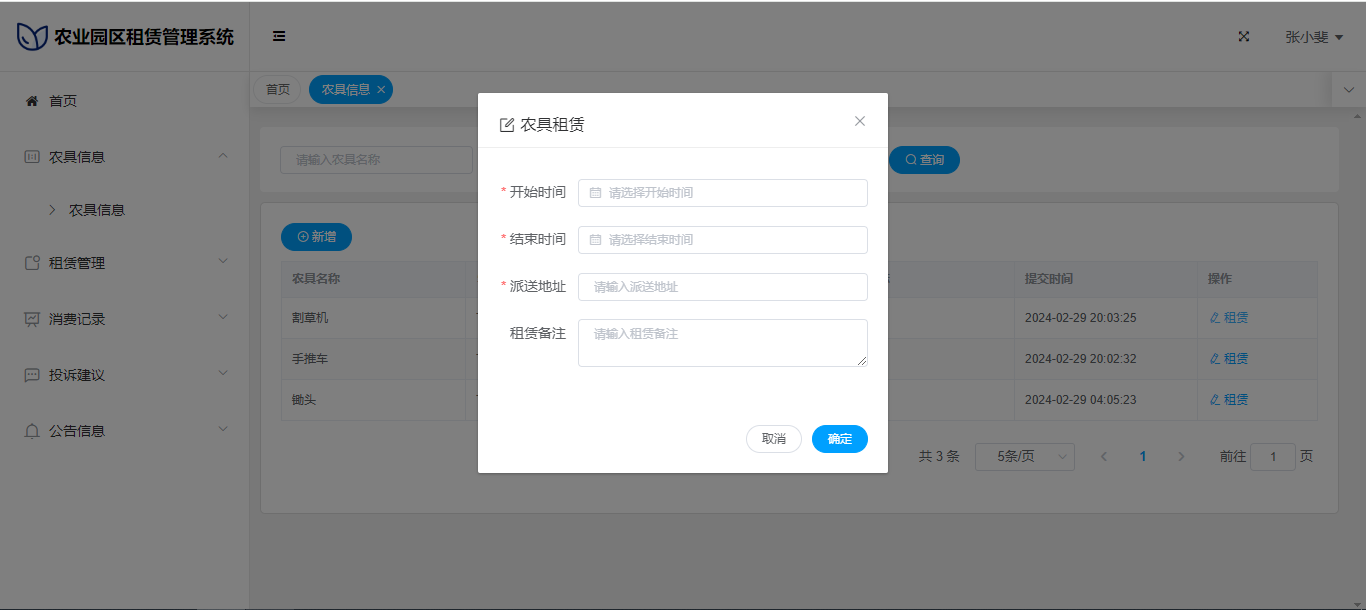 农业园区租赁管理系统
张小斐
首页
农具信息
首页
农具信息
农具信息
租赁管理
消费记录
投诉建议
公告信息
请输入农具名称
查询
新增
农具名称
提交时间
操作
割草机
2024-02-29 20:03:25
租赁
手推车
2024-02-29 20:02:32
租赁
锄头
2024-02-29 04:05:23
租赁
共 3 条
5条/页
1
前往
1
页
农具租赁
* 开始时间
请选择开始时间
* 结束时间
请选择结束时间
* 派送地址
请输入派送地址
租赁备注
请输入租赁备注
取消
确定